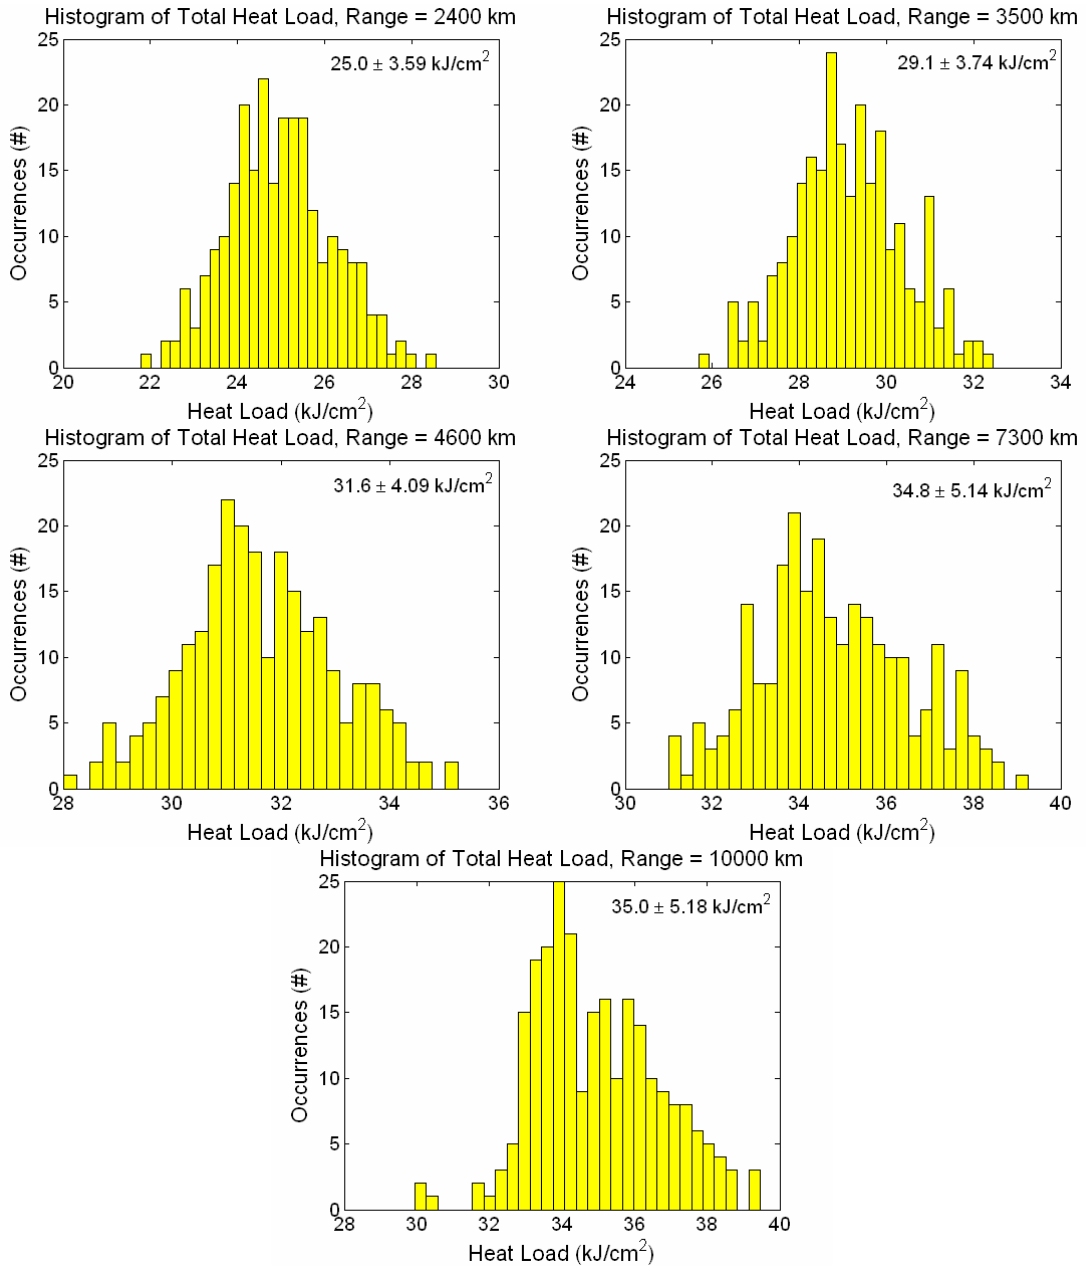 Histogram of Total Heat Load, Range = 2400 km
25.0 ± 3.59 kJ/cm²
Occurrences (#)
25
20
15
10
5
0
20 22 24 26 28 30
Heat Load (kJ/cm²)
Histogram of Total Heat Load, Range = 3500 km
29.1 ± 3.74 kJ/cm²
Occurrences (#)
25
20
15
10
5
0
24 26 28 30 32 34
Heat Load (kJ/cm²)
Histogram of Total Heat Load, Range = 4600 km
31.6 ± 4.09 kJ/cm²
Occurrences (#)
25
20
15
10
5
0
28 30 32 34 36
Heat Load (kJ/cm²)
Histogram of Total Heat Load, Range = 7300 km
34.8 ± 5.14 kJ/cm²
Occurrences (#)
25
20
15
10
5
0
30 32 34 36 38 40
Heat Load (kJ/cm²)
Histogram of Total Heat Load, Range = 10000 km
35.0 ± 5.18 kJ/cm²
Occurrences (#)
25
20
15
10
5
0
28 30 32 34 36 38 40
Heat Load (kJ/cm²)